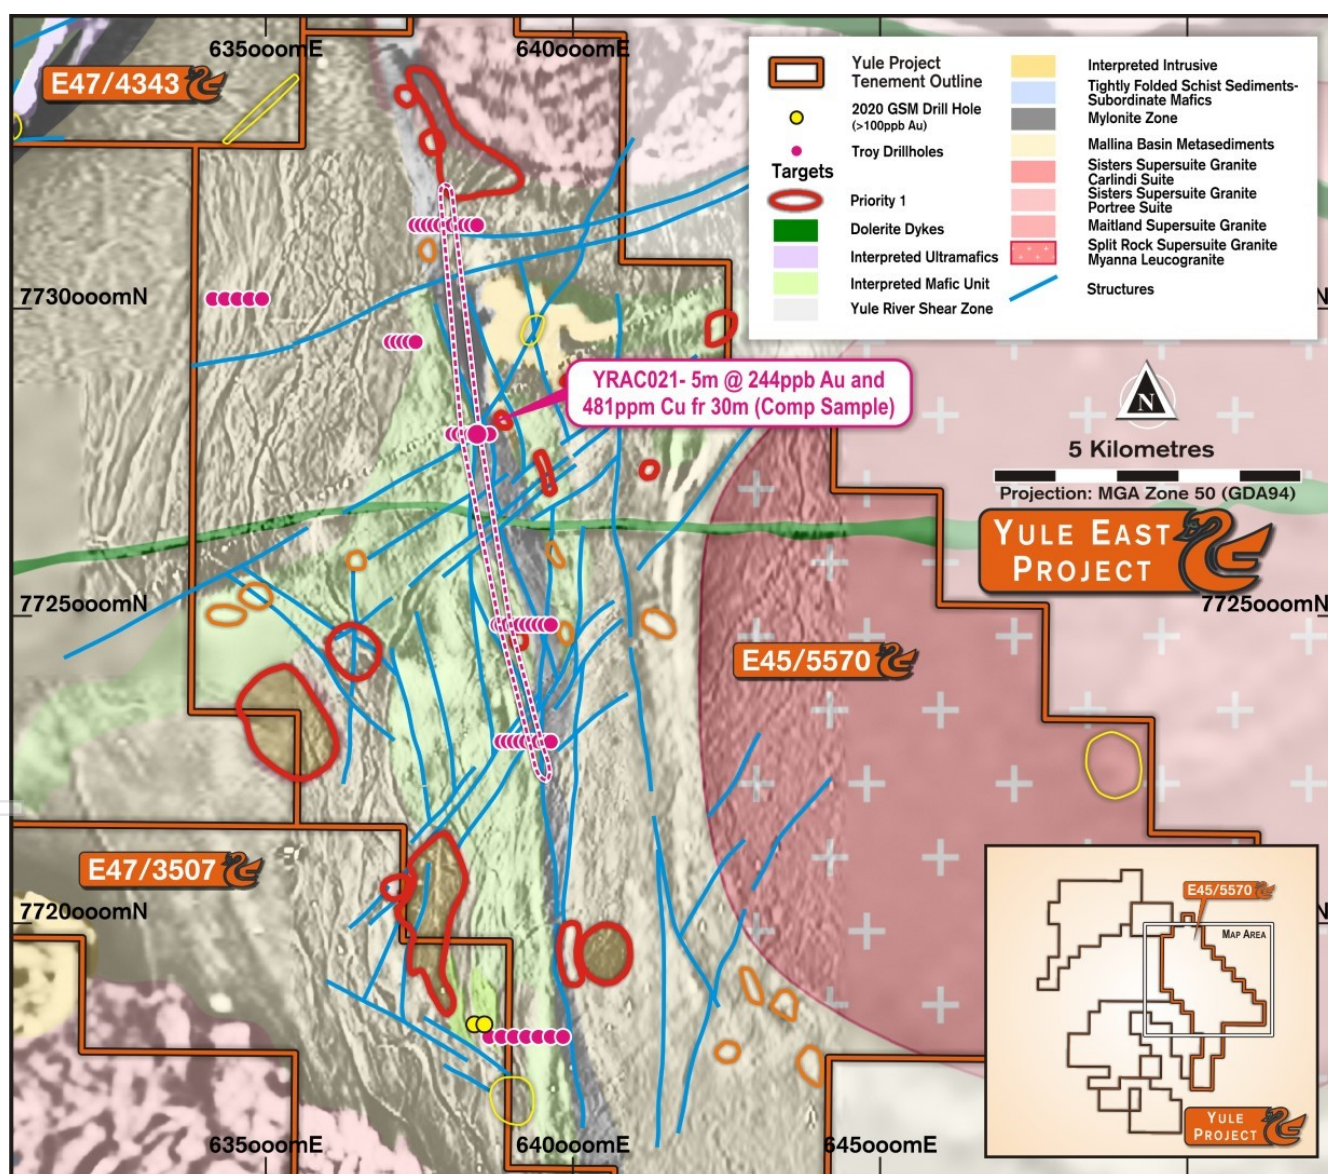 635000mE
640000mE
E47/4343
Yule Project
Tenement Outline
2020 GSM Drill Hole
(>100ppb Au)
Troy Drillholes
Targets
Priority 1
Dolerite Dykes
Interpreted Ultramafics
Interpreted Mafic Unit
Yule River Shear Zone
Interpreted Intrusive
Tightly Folded Schist Sediments-
Subordinate Mafics
Mylonite Zone
Mallina Basin Metasediments
Sisters Supersuite Granite
Carlindi Suite
Sisters Supersuite Granite
Portree Suite
Maitland Supersuite Granite
Split Rock Supersuite Granite
Myanna Leucogranite
Structures
7730000mN
N
YRAC021- 5m @ 244ppb Au and
481ppm Cu fr 30m (Comp Sample)
N
5 Kilometres
Projection: MGA Zone 50 (GDA94)
YULE EAST
PROJECT
7725000mN
7725000mN
E45/5570
E47/3507
7720000mN
N
E45/5570
MAP AREA
YULE
PROJECT
635000mE
640000mE
645000mE